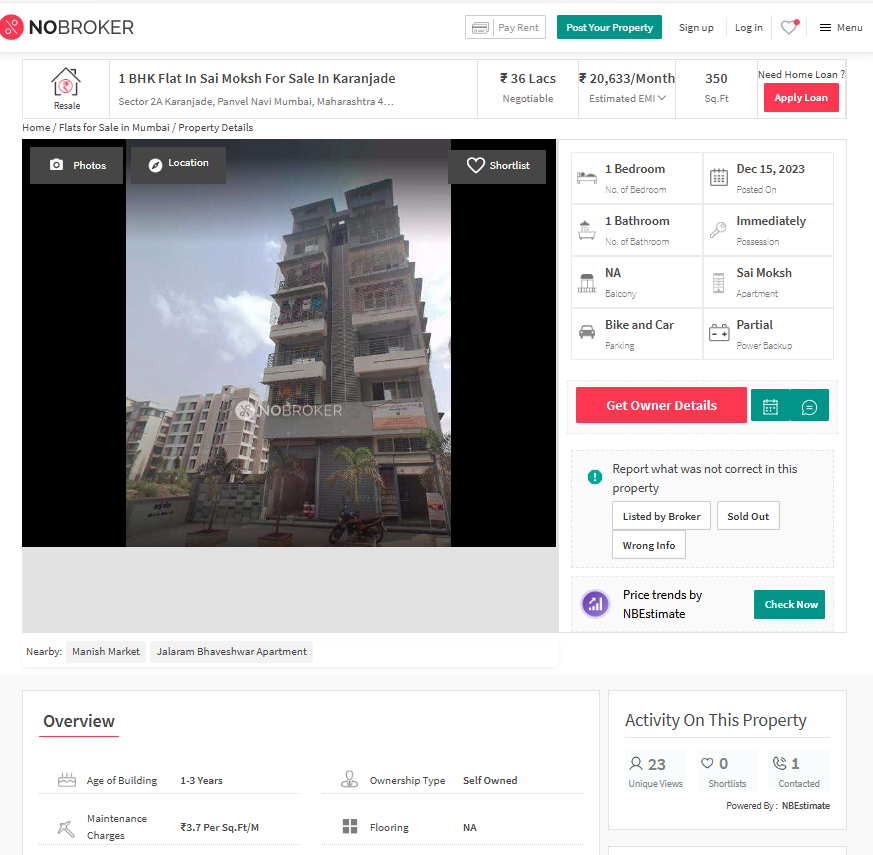 NOBROKER
Pay Rent
Post Your Property
Sign up
Log in
Menu
Resale
1 BHK Flat In Sai Moksh For Sale In Karanjade
Sector 2A Karanjade, Panvel Navi Mumbai, Maharashtra 4...
₹ 36 Lacs
Negotiable
₹ 20,633/Month
Estimated EMI
350
Sq.Ft
Need Home Loan ?
Apply Loan
Home / Flats for Sale in Mumbai / Property Details
Photos
Location
Shortlist
NOBROKER
1 Bedroom
No. of Bedroom
Dec 15, 2023
Posted On
1 Bathroom
No. of Bathroom
Immediately
Possession
NA
Balcony
Sai Moksh
Apartment
Bike and Car
Parking
Partial
Power Backup
Get Owner Details
Report what was not correct in this
property
Listed by Broker
Sold Out
Wrong Info
Price trends by
NBEstimate
Check Now
Nearby:
Manish Market
Jalaram Bhaveshwar Apartment
Overview
Age of Building
1-3 Years
Ownership Type
Self Owned
Maintenance
Charges
₹3.7 Per Sq.Ft/M
Flooring
NA
Activity On This Property
23
Unique Views
0
Shortlists
1
Contacted
Powered By : NBEstimate